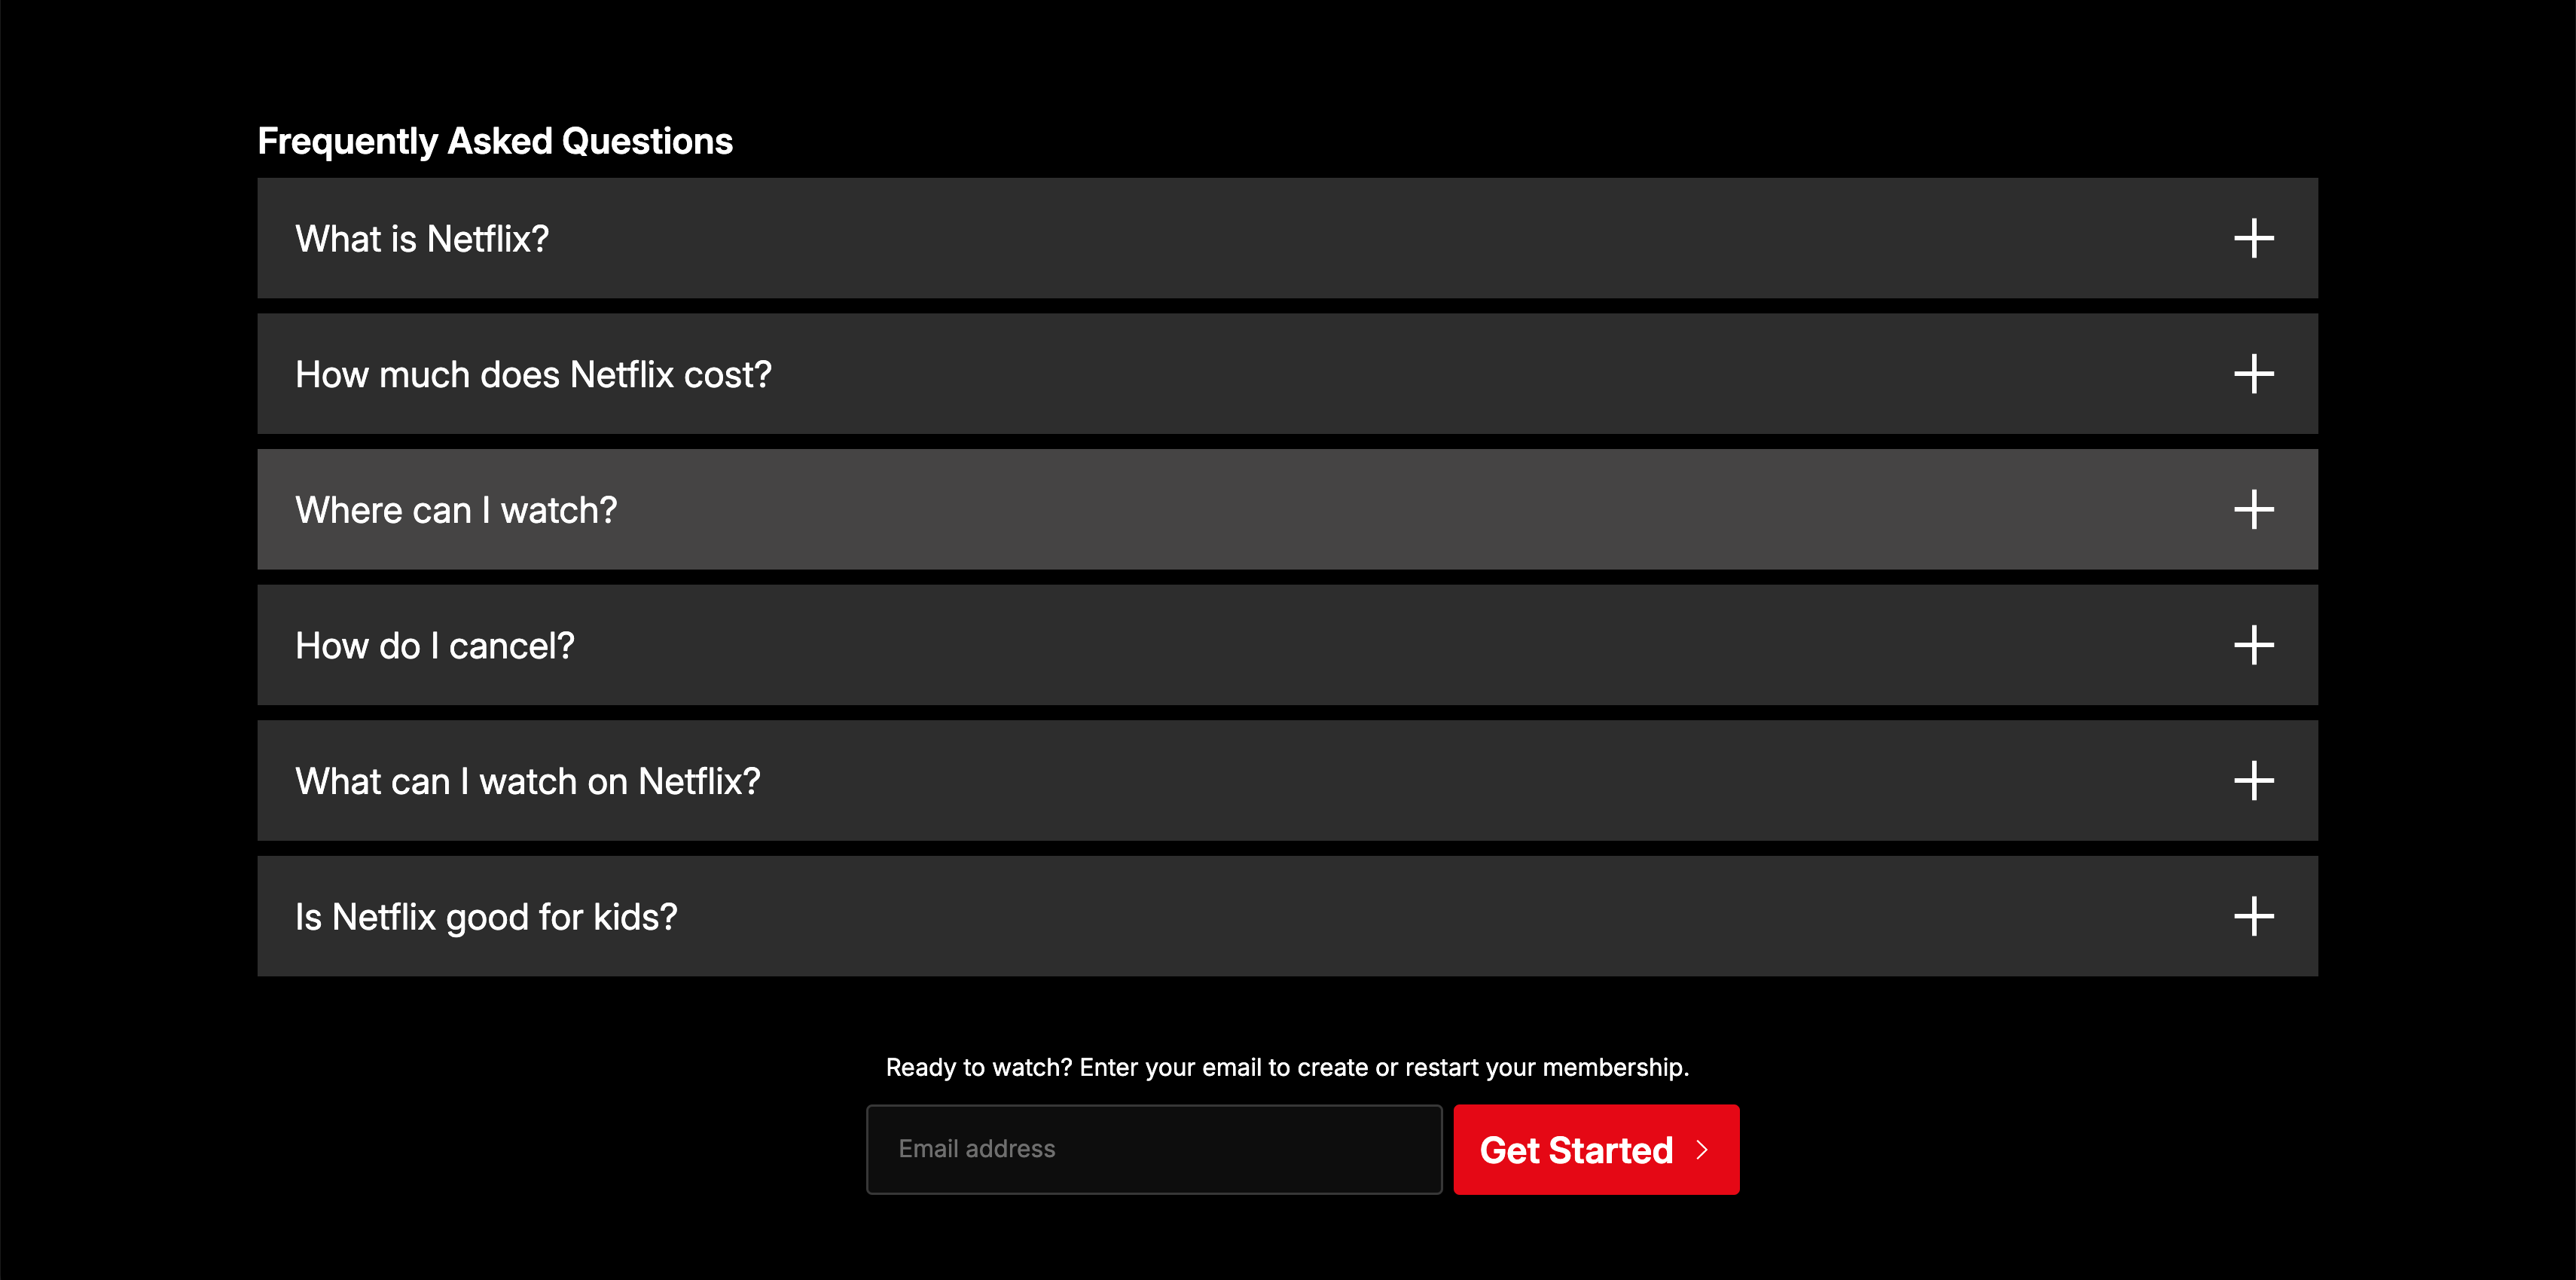 Frequently Asked Questions
What is Netflix?
How much does Netflix cost?
Where can I watch?
How do I cancel?
What can I watch on Netflix?
Is Netflix good for kids?
Ready to watch? Enter your email to create or restart your membership.
Email address
Get Started